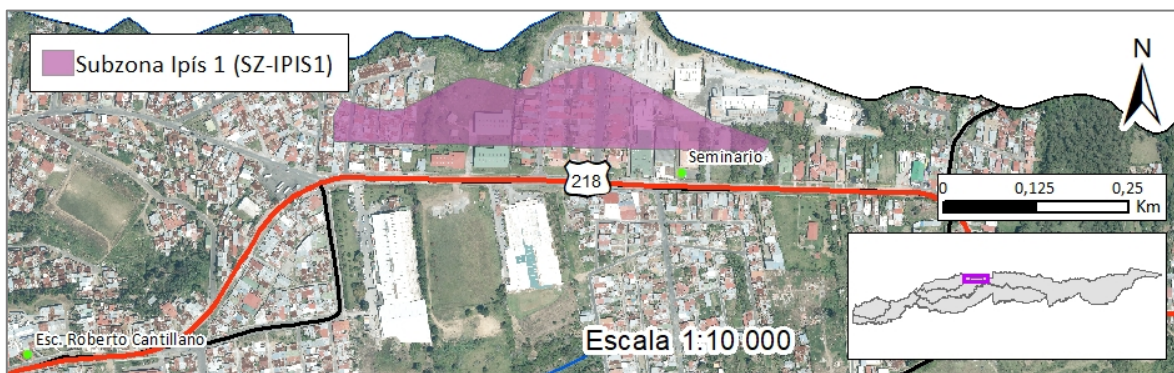 Subzona Ipís 1 (SZ-IPIS1)
N
Seminario
218
0 0,125 0,25
Km
Esc. Roberto Cantillano
Escala 1:10 000